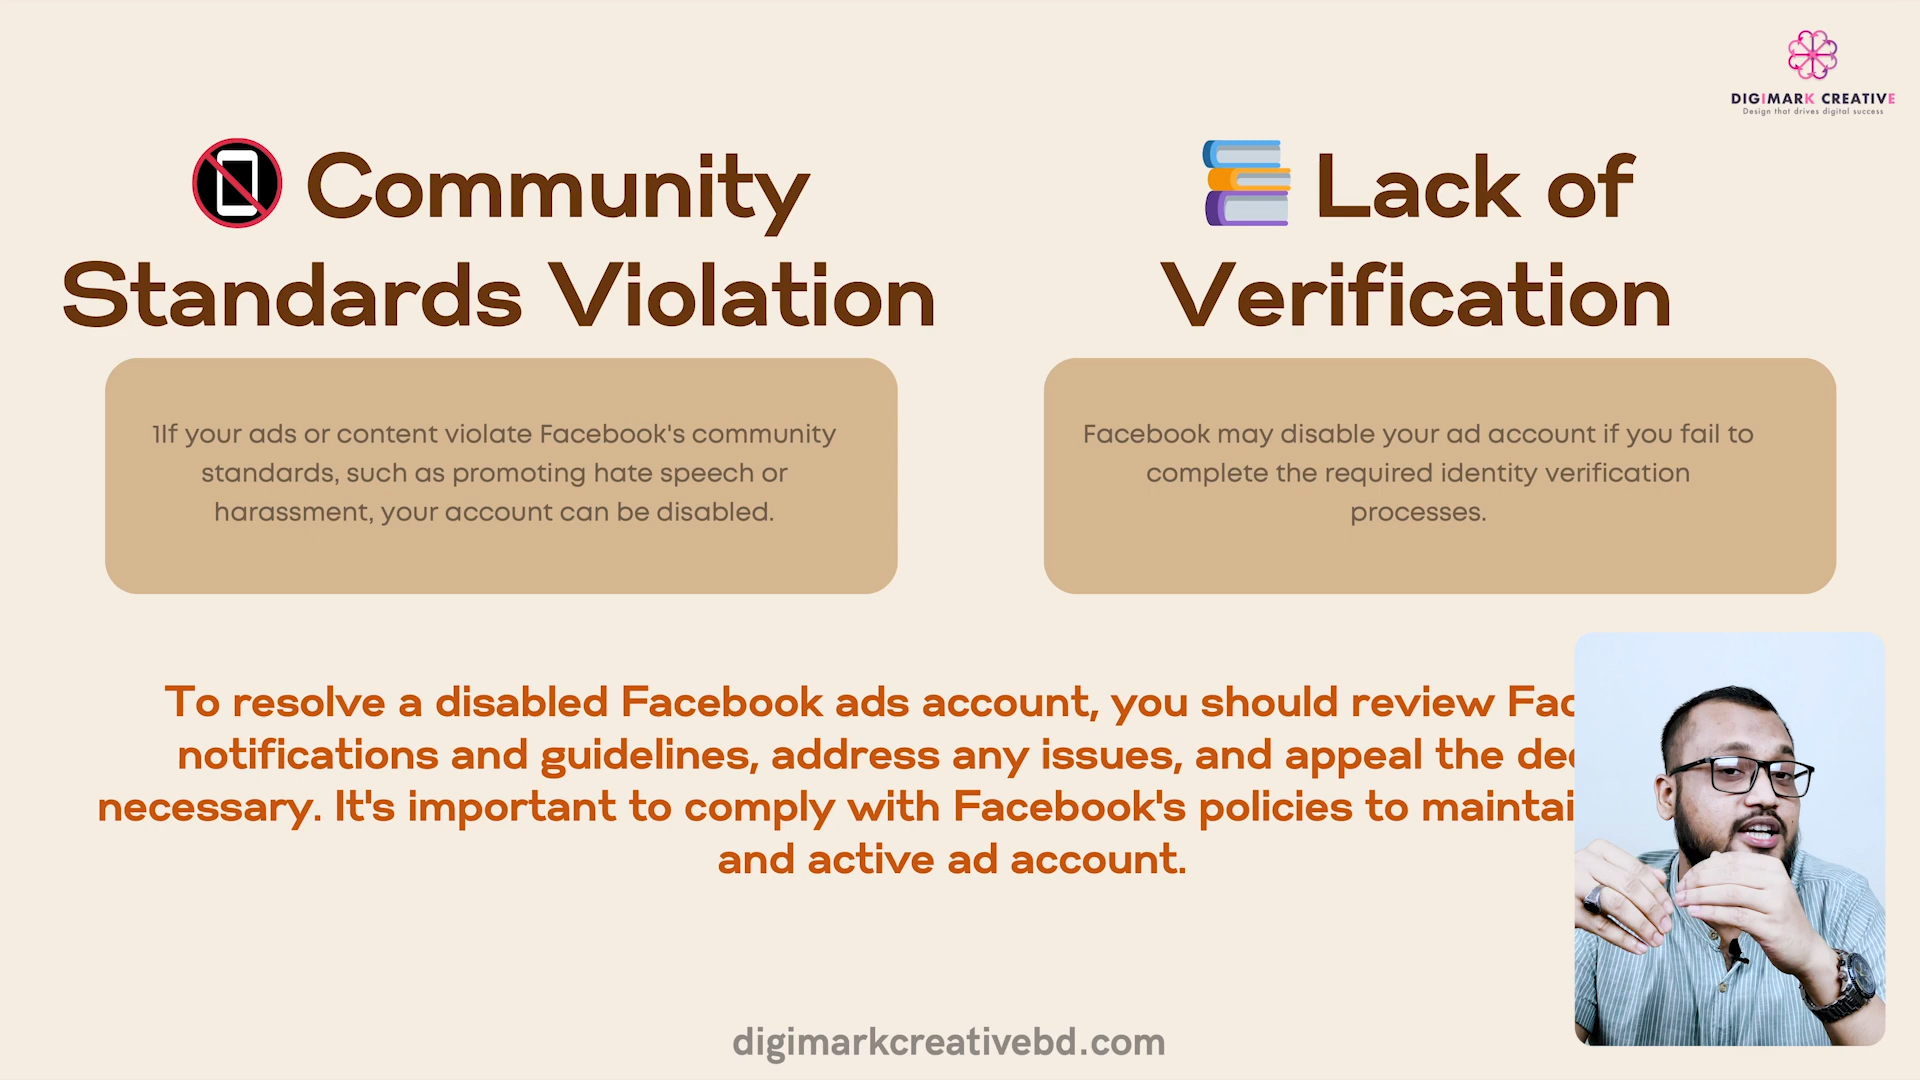 DIGIMARK CREATIVE
Design that drives digital success
Community
Standards Violation
1If your ads or content violate Facebook's community
standards, such as promoting hate speech or
harassment, your account can be disabled.
Lack of
Verification
Facebook may disable your ad account if you fail to
complete the required identity verification
processes.
To resolve a disabled Facebook ads account, you should review
notifications and guidelines, address any issues, and appeal the
necessary. It's important to comply with Facebook's policies to
and active ad account.
digimarkcreativebd.com